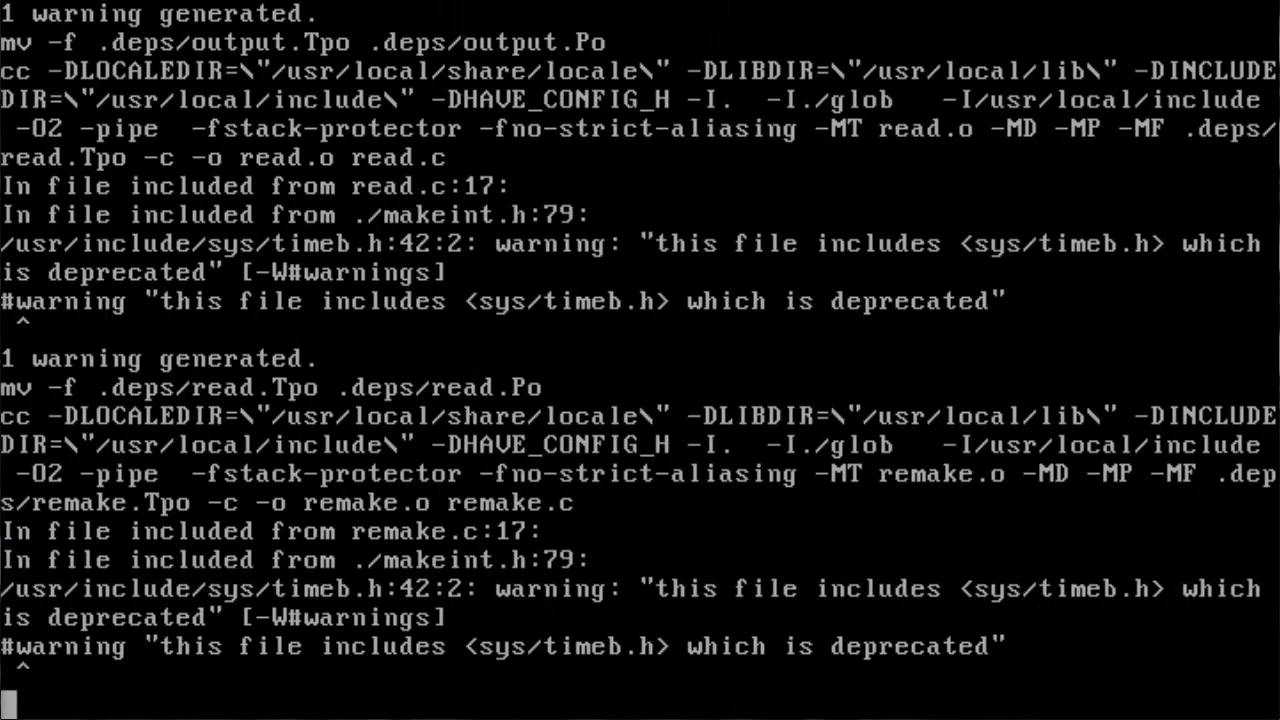 1 warning generated.
mv -f .deps/output.Tpo .deps/output.Po
cc -DLOCALEDIR=\"/usr/local/share/locale\" -DLIBDIR=\"/usr/local/lib\" -DINCLUDE
DIR=\"/usr/local/include\" -DHAVE_CONFIG_H -I.  -I./glob   -I/usr/local/include
 -O2 -pipe  -fstack-protector -fno-strict-aliasing -MT read.o -MD -MP -MF .deps/
read.Tpo -c -o read.o read.c
In file included from read.c:17:
In file included from ./makeint.h:79:
/usr/include/sys/timeb.h:42:2: warning: "this file includes <sys/timeb.h> which
is deprecated" [-W#warnings]
#warning "this file includes <sys/timeb.h> which is deprecated"
 ^
1 warning generated.
mv -f .deps/read.Tpo .deps/read.Po
cc -DLOCALEDIR=\"/usr/local/share/locale\" -DLIBDIR=\"/usr/local/lib\" -DINCLUDE
DIR=\"/usr/local/include\" -DHAVE_CONFIG_H -I.  -I./glob   -I/usr/local/include
 -O2 -pipe  -fstack-protector -fno-strict-aliasing -MT remake.o -MD -MP -MF .dep
s/remake.Tpo -c -o remake.o remake.c
In file included from remake.c:17:
In file included from ./makeint.h:79:
/usr/include/sys/timeb.h:42:2: warning: "this file includes <sys/timeb.h> which
is deprecated" [-W#warnings]
#warning "this file includes <sys/timeb.h> which is deprecated"
 ^